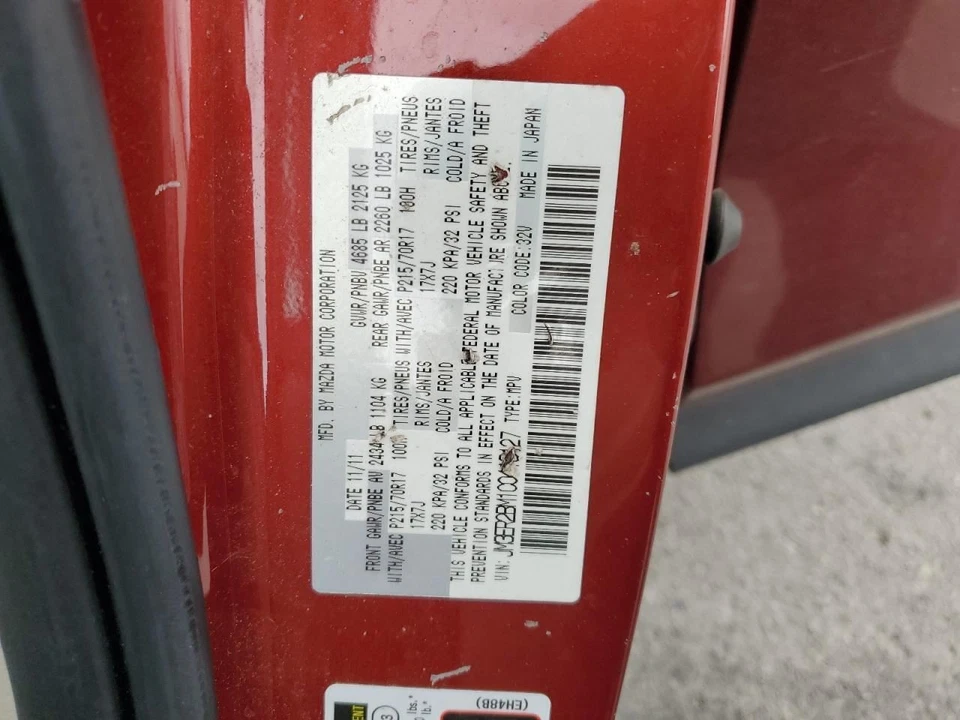 MFD. BY MAZDA MOTOR CORPORATION
DATE 11/11 GVWR/PNBV 4685 LB 2125 KG
FRONT GAWR/PNBE AV 2434 LB 1104 KG REAR GAWR/PNBE AR 2260 LB 1025 KG
WITH/AVEC P215/70R17 100H TIRES/PNEUS WITH/AVEC P215/70R17 100H TIRES/PNEUS
17X7J RIMS/JANTES 17X7J RIMS/JANTES
220 KPA/32 PSI COLD/A FROID 220 KPA/32 PSI COLD/A FROID
THIS VEHICLE CONFORMS TO ALL APPLICABLE FEDERAL MOTOR VEHICLE SAFETY AND THEFT
PREVENTION STANDARDS IN EFFECT ON THE DATE OF MANUFACTURE SHOWN ABOVE.
VIN: TYPE:MPV COLOR CODE:32V MADE IN JAPAN
(EH48B)
lbs.*
lb.*